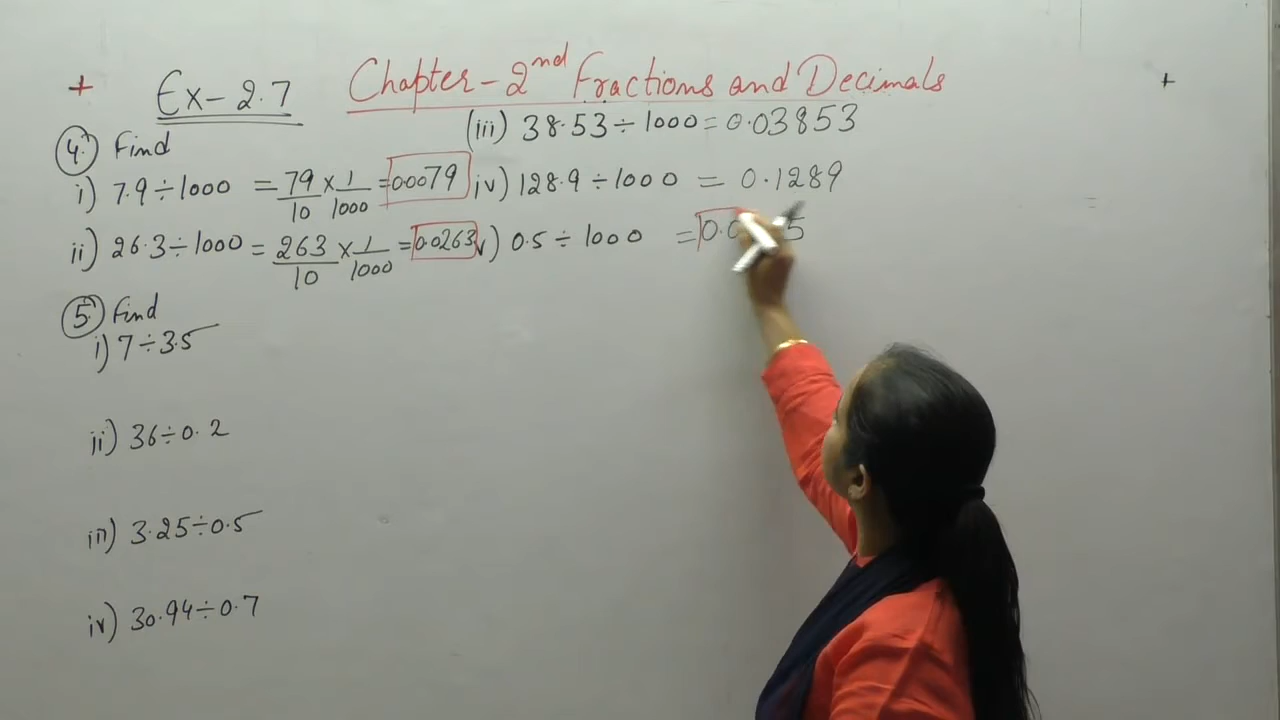 Ex-2.7 Chapter-2nd Fractions and Decimals
4. Find
i) 7.9÷1000 = 79/10 x 1/1000 = 0.0079
ii) 26.3÷1000 = 263/10 x 1/1000 = 0.0263
(iii) 38.53÷1000 = 0.03853
iv) 128.9÷1000 = 0.1289
v) 0.5÷1000 =
5. Find
i) 7÷3.5
ii) 36÷0.2
iii) 3.25÷0.5
iv) 30.94÷0.7